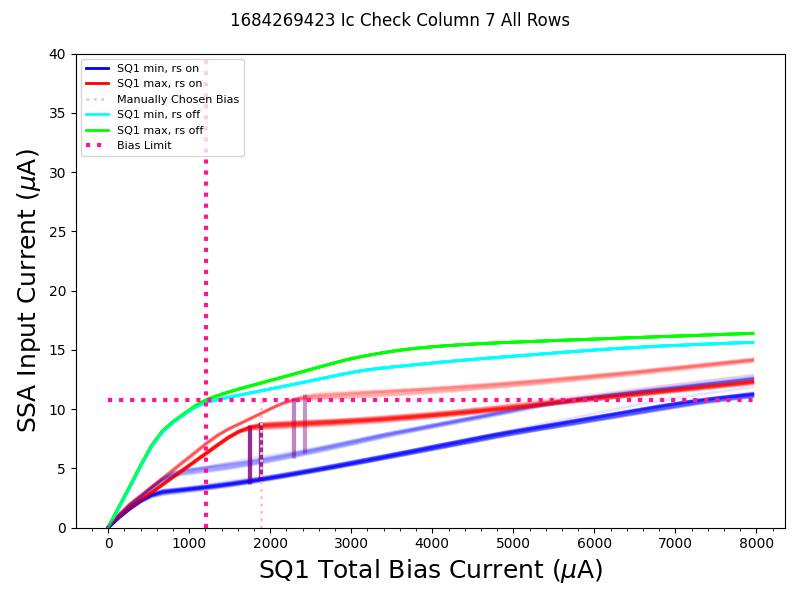 1684269423 Ic Check Column 7 All Rows
SSA Input Current (μA)
40
35
30
25
20
15
10
5
0
SQ1 min, rs on
SQ1 max, rs on
Manually Chosen Bias
SQ1 min, rs off
SQ1 max, rs off
Bias Limit
0 1000 2000 3000 4000 5000 6000 7000 8000
SQ1 Total Bias Current (μA)